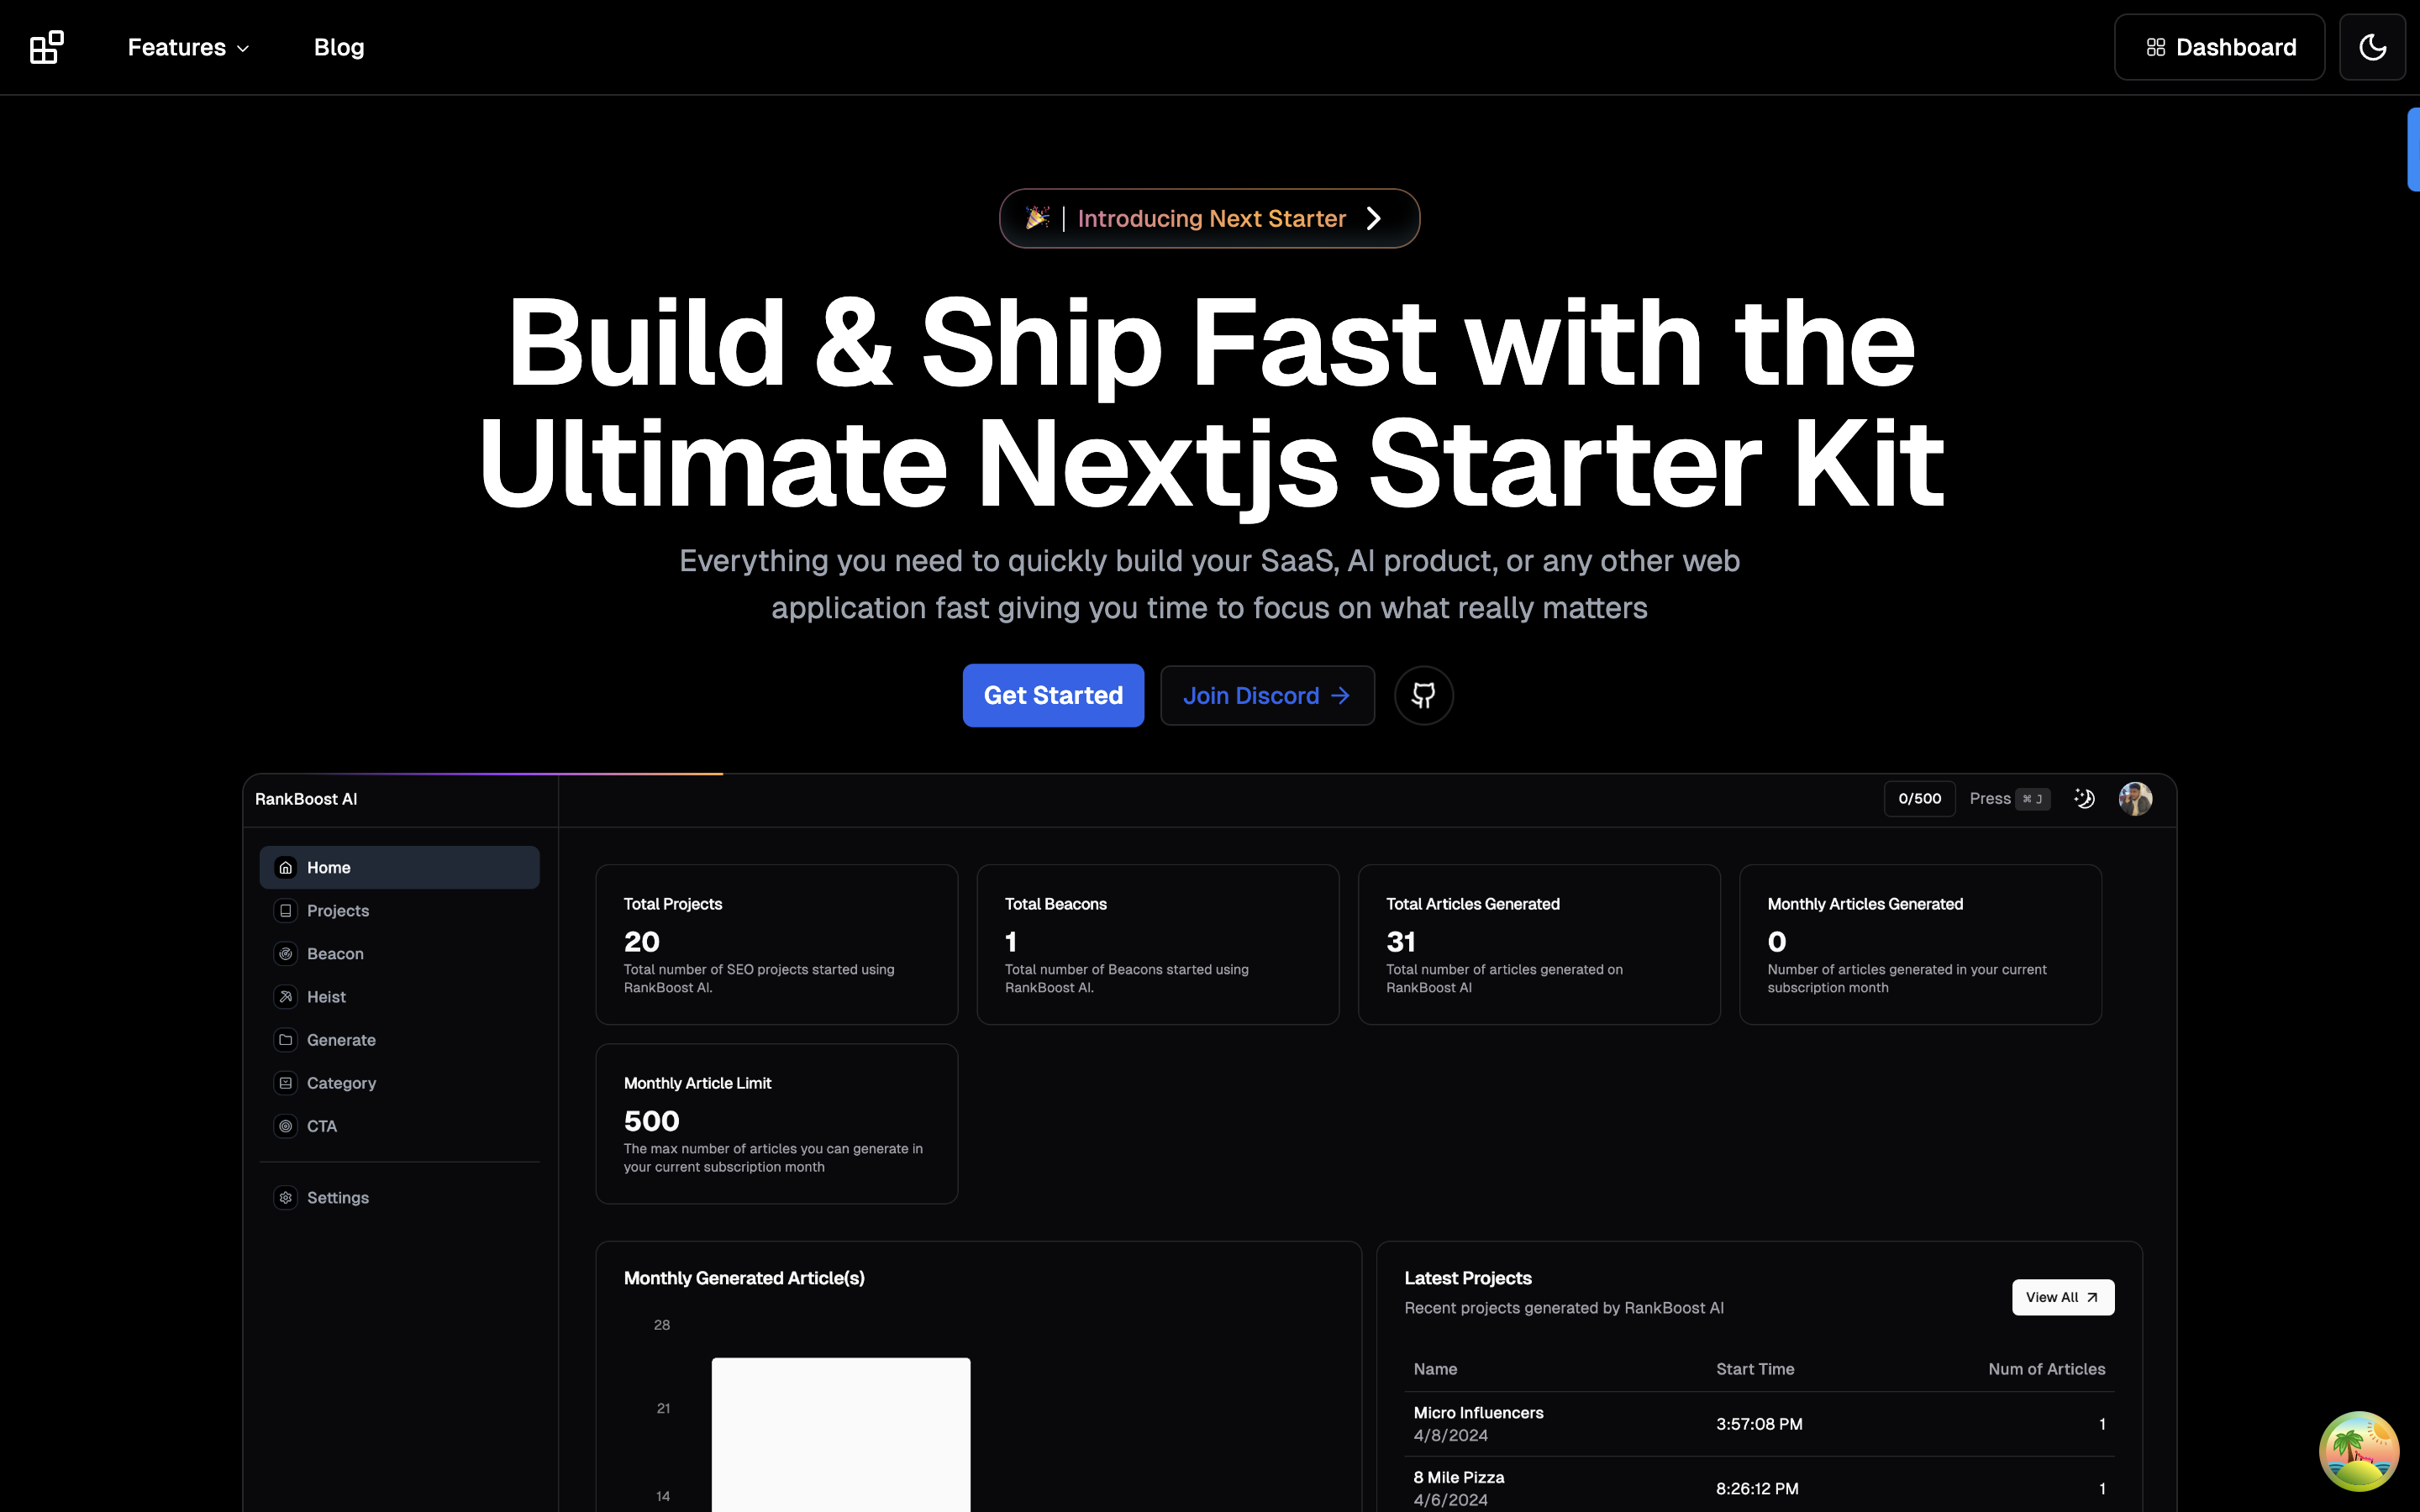 Features
Blog
Dashboard
Introducing Next Starter
Build & Ship Fast with the
Ultimate Nextjs Starter Kit
Everything you need to quickly build your SaaS, AI product, or any other web
application fast giving you time to focus on what really matters
Get Started
Join Discord →
RankBoost AI
0/500
Press ⌘ J
Home
Projects
Beacon
Heist
Generate
Category
CTA
Settings
Total Projects
20
Total number of SEO projects started using
RankBoost AI.
Total Beacons
1
Total number of Beacons started using
RankBoost AI.
Total Articles Generated
31
Total number of articles generated on
RankBoost AI
Monthly Articles Generated
0
Number of articles generated in your current
subscription month
Monthly Article Limit
500
The max number of articles you can generate in
your current subscription month
Monthly Generated Article(s)
28
21
14
Latest Projects
Recent projects generated by RankBoost AI
View All
Name Start Time Num of Articles
Micro Influencers
4/8/2024
3:57:08 PM
1
8 Mile Pizza
4/6/2024
8:26:12 PM
1